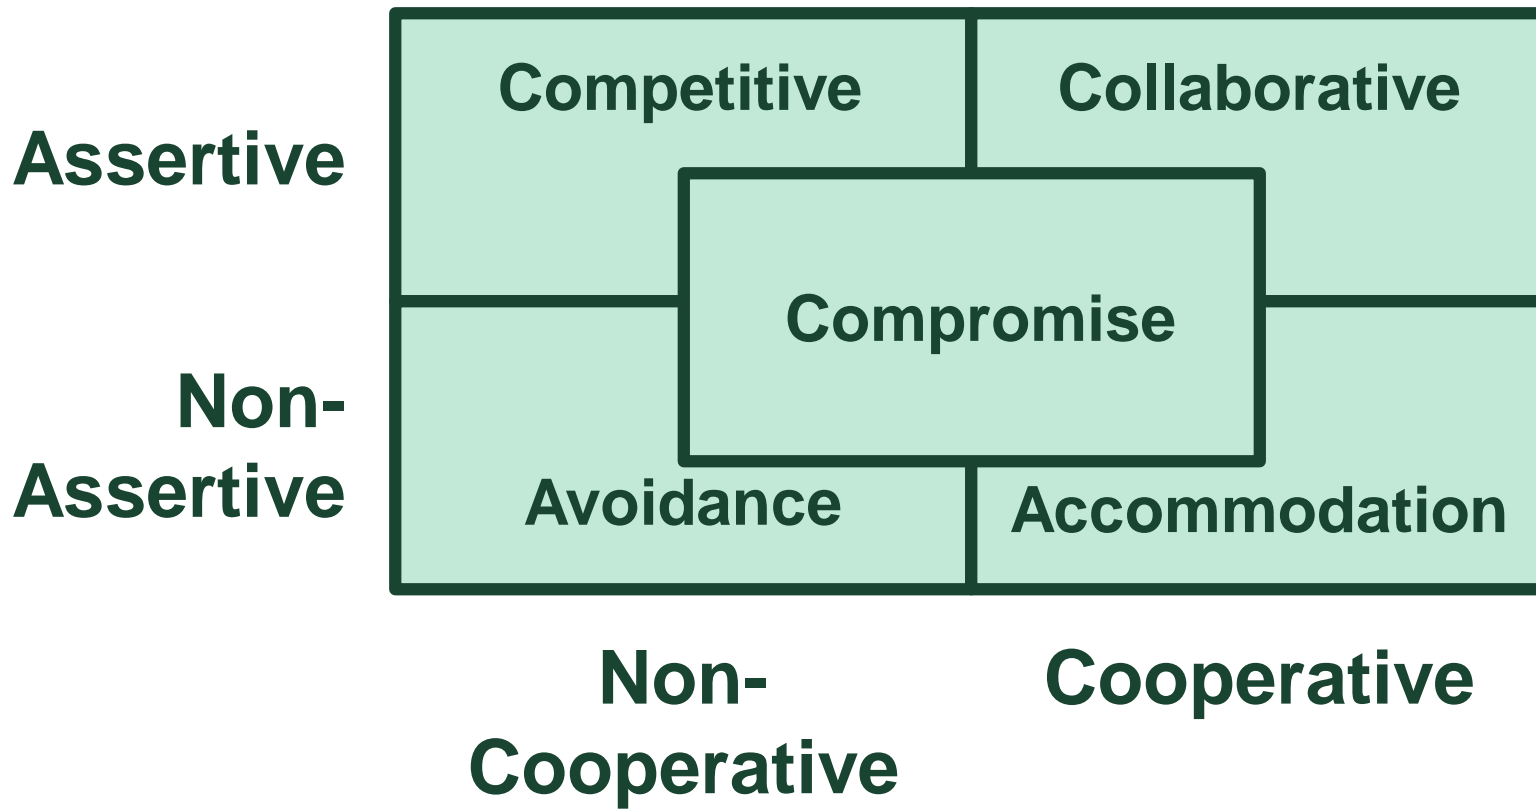 Competitive
Collaborative
Assertive
Compromise
Non-
Assertive
Avoidance
Accommodation
Non-
Cooperative
Cooperative